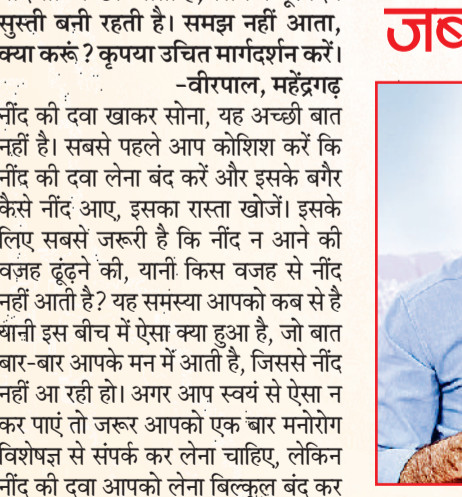 सुस्ती बनी रहती है। समझ नहीं आता,
क्या करूं? कृपया उचित मार्गदर्शन करें।
-वीरपाल, महेंद्रगढ़
नींद की दवा खाकर सोना, यह अच्छी बात
नहीं है। सबसे पहले आप कोशिश करें कि
नींद की दवा लेना बंद करें और इसके बगैर
कैसे नींद आए, इसका रास्ता खोजें। इसके
लिए सबसे जरूरी है कि नींद न आने की
वज़ह ढूंढ़ने की, यानी किस वजह से नींद
नहीं आती है? यह समस्या आपको कब से है
यानी इस बीच में ऐसा क्या हुआ है, जो बात
बार-बार आपके मन में आती है, जिससे नींद
नहीं आ रही हो। अगर आप स्वयं से ऐसा न
कर पाएं तो जरूर आपको एक बार मनोरोग
विशेषज्ञ से संपर्क कर लेना चाहिए, लेकिन
नींद की दवा आपको लेना बिल्कुल बंद कर
जब